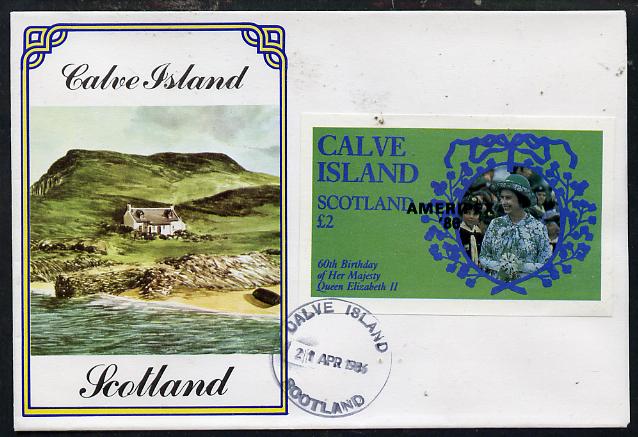 Calve Island
Scotland
CALVE
ISLAND
SCOTLAND
£2
60th Birthday
of Her Majesty
Queen Elizabeth II
'86
CALVE ISLAND
21 APR 1986
SCOTLAND